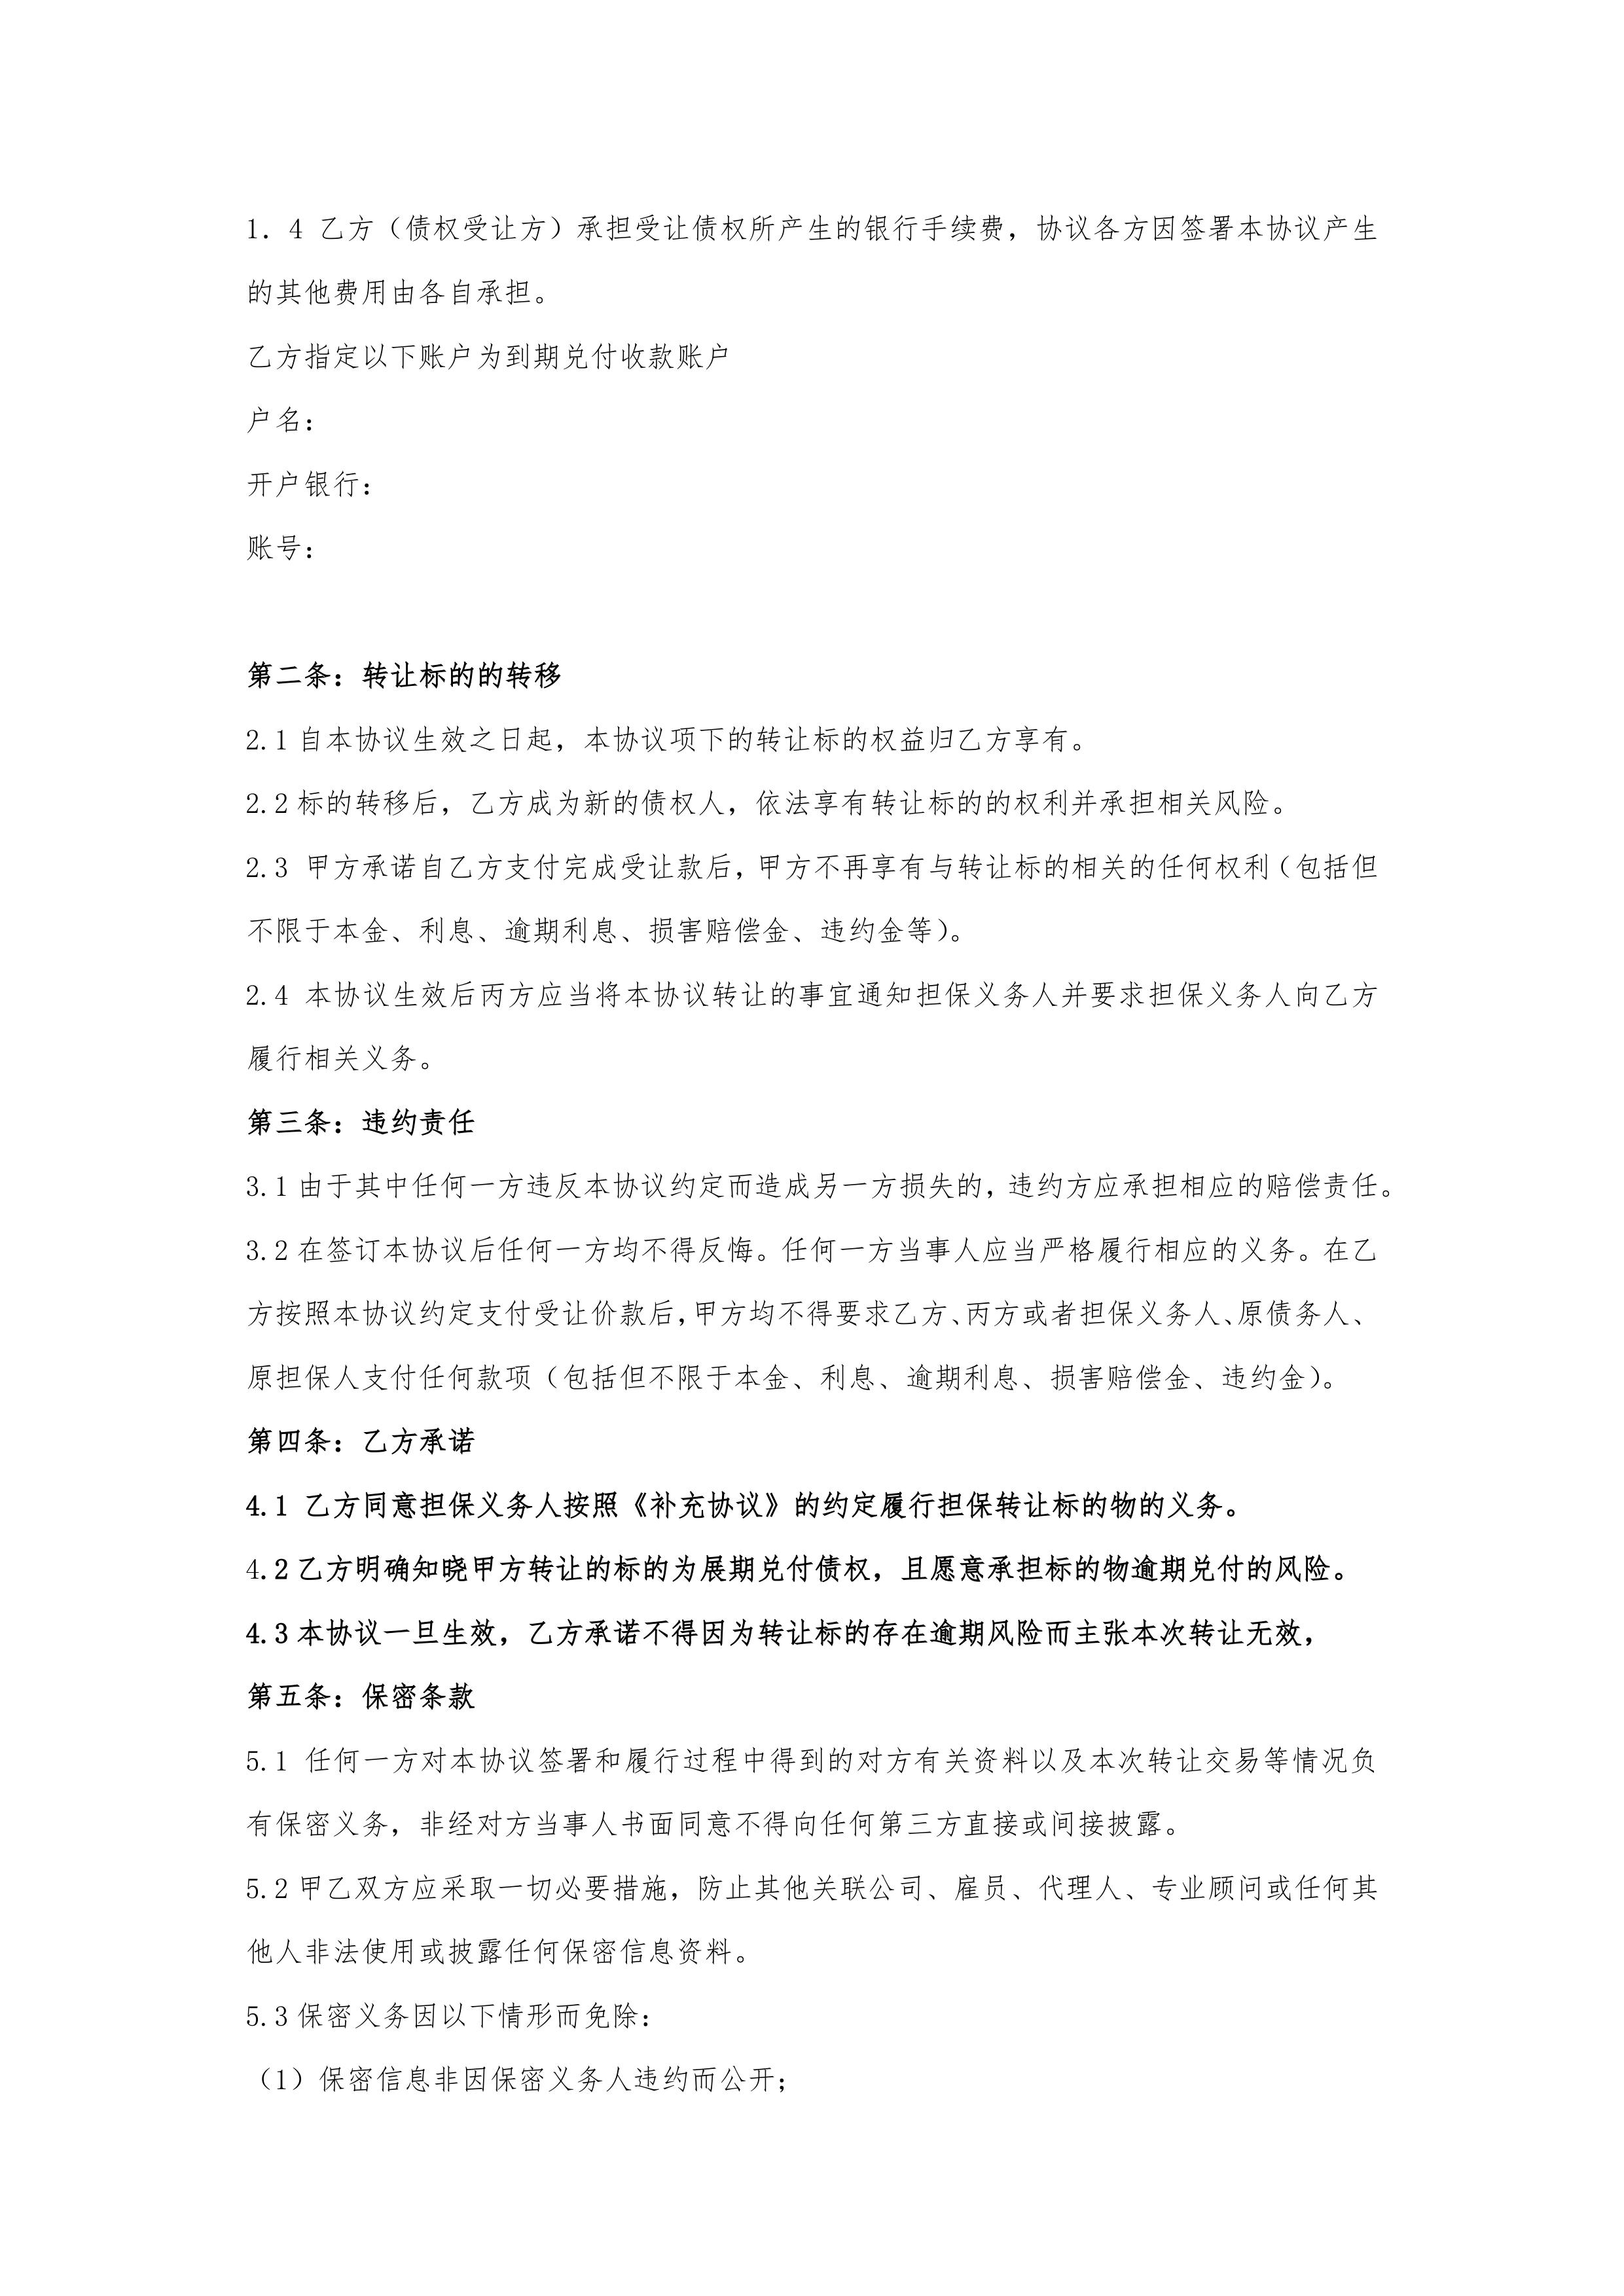 1. 4 乙方（债权受让方）承担受让债权所产生的银行手续费，协议各方因签署本协议产生
的其他费用由各自承担。
乙方指定以下账户为到期兑付收款账户
户名：
开户银行：
账号：
第二条：转让标的的转移
2.1 自本协议生效之日起，本协议项下的转让标的权益归乙方享有。
2.2 标的转移后，乙方成为新的债权人，依法享有转让标的的权利并承担相关风险。
2.3 甲方承诺自乙方支付完成受让款后，甲方不再享有与转让标的相关的任何权利（包括但
不限于本金、利息、逾期利息、损害赔偿金、违约金等）。
2.4 本协议生效后丙方应当将本协议转让的事宜通知担保义务人并要求担保义务人向乙方
履行相关义务。
第三条：违约责任
3.1 由于其中任何一方违反本协议约定而造成另一方损失的，违约方应承担相应的赔偿责任。
3.2 在签订本协议后任何一方均不得反悔。任何一方当事人应当严格履行相应的义务。在乙
方按照本协议约定支付受让价款后，甲方均不得要求乙方、丙方或者担保义务人、原债务人、
原担保人支付任何款项（包括但不限于本金、利息、逾期利息、损害赔偿金、违约金）。
第四条：乙方承诺
4.1 乙方同意担保义务人按照《补充协议》的约定履行担保转让标的物的义务。
4.2 乙方明确知晓甲方转让的标的为展期兑付债权，且愿意承担标的物逾期兑付的风险。
4.3 本协议一旦生效，乙方承诺不得因为转让标的存在逾期风险而主张本次转让无效，
第五条：保密条款
5.1 任何一方对本协议签署和履行过程中得到的对方有关资料以及本次转让交易等情况负
有保密义务，非经对方当事人书面同意不得向任何第三方直接或间接披露。
5.2 甲乙双方应采取一切必要措施，防止其他关联公司、雇员、代理人、专业顾问或任何其
他人非法使用或披露任何保密信息资料。
5.3 保密义务因以下情形而免除：
（1）保密信息非因保密义务人违约而公开；